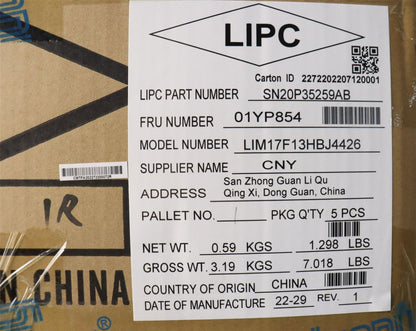 LIPC
Carton ID 2272202207120001
LIPC PART NUMBER SN20P35259AB
FRU NUMBER 01YP854
MODEL NUMBER LIM17F13HBJ4426
SUPPLIER NAME CNY
ADDRESS San Zhong Guan Li Qu
Qing Xi, Dong Guan, China
PALLET NO. / PKG Q'TY 5 PCS
NET WT. 0.59 KGS 1.298 LBS
GROSS WT. 3.19 KGS 7.018 LBS
COUNTRY OF ORIGIN CHINA
DATE OF MANUFACTURE 22-29 REV. 1
1R
N CHINA